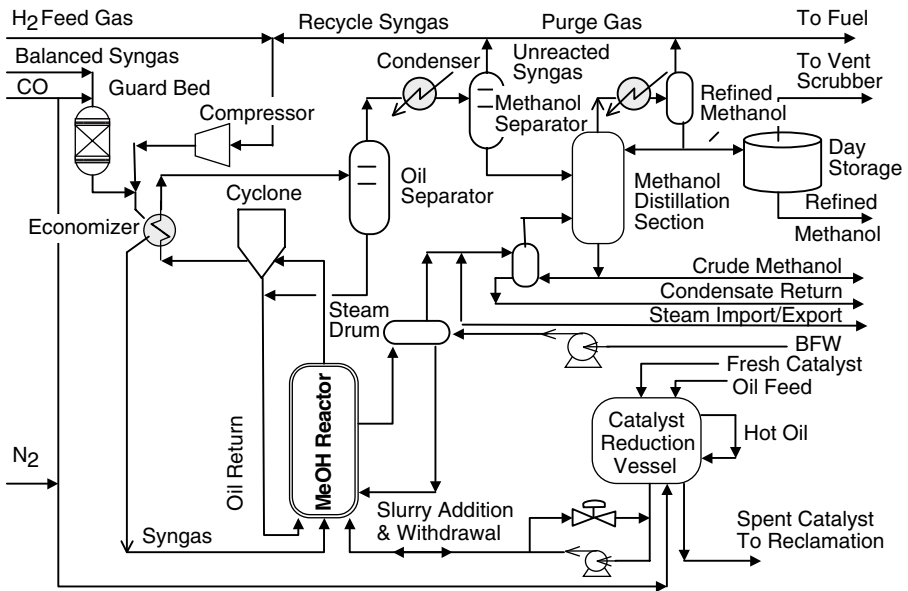 H2 Feed Gas
Recycle Syngas
Purge Gas
To Fuel
Balanced Syngas
CO
Guard Bed
Compressor
Condenser
Unreacted
Syngas
Methanol
Separator
Refined
Methanol
To Vent
Scrubber
Day
Storage
Oil
Separator
Cyclone
Economizer
Methanol
Distillation
Section
Refined
Methanol
Crude Methanol
Condensate Return
Steam Import/Export
Steam
Drum
BFW
Fresh Catalyst
Oil Feed
MeOH Reactor
Oil Return
Catalyst
Reduction
Vessel
Hot Oil
N2
Slurry Addition
& Withdrawal
Syngas
Spent Catalyst
To Reclamation